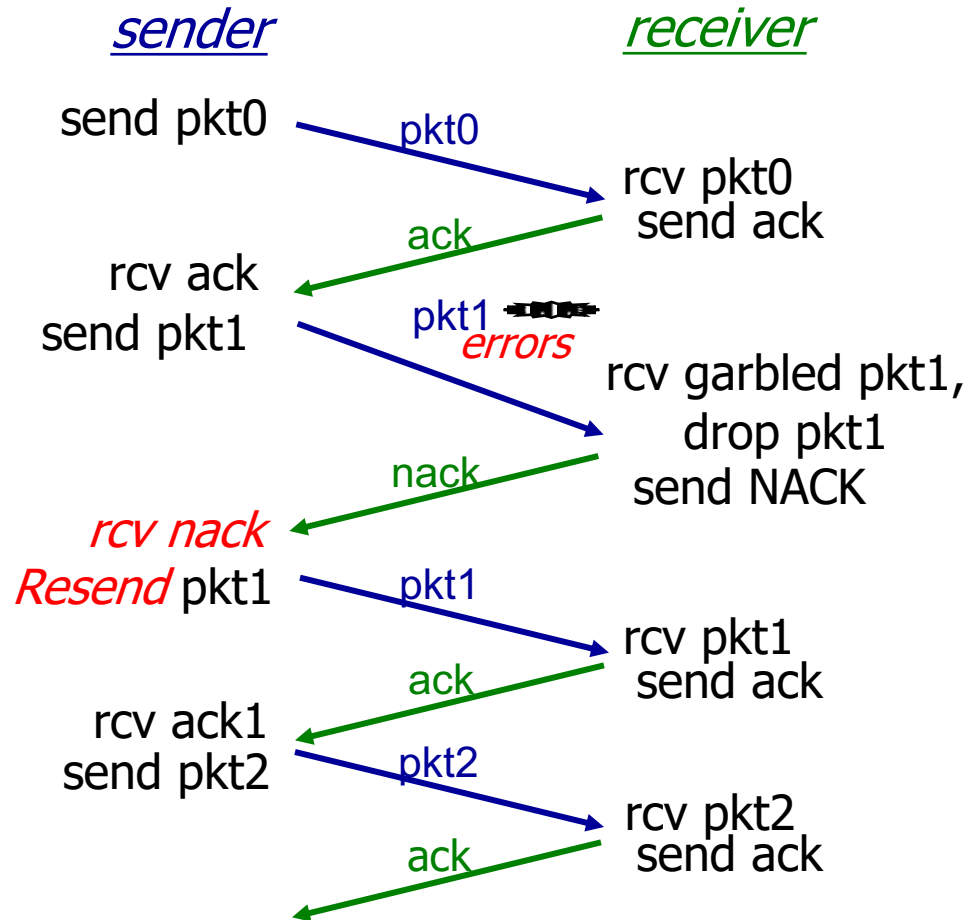 sender
receiver
send pkt0
pkt0
rcv pkt0
send ack
ack
rcv ack
send pkt1
pkt1
errors
rcv garbled pkt1,
drop pkt1
send NACK
nack
rcv nack
Resend pkt1
pkt1
rcv pkt1
send ack
ack
rcv ack1
send pkt2
pkt2
rcv pkt2
send ack
ack